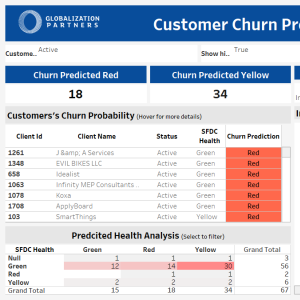 GLOBALIZATION
PARTNERS
Customer Churn Pr
Custome.. Active
Show hi.. True
Churn Predicted Red
Churn Predicted Yellow
18
34
Customers's Churn Probability (Hover for more details)
Client Id Client Name Status SFDC Health Churn Prediction
1261 J &amp; A Services Active Green Red
1348 EVIL BIKES LLC Active Green Red
658 Idealist Active Green Red
1063 Infinity MEP Consultants .. Active Green Red
1078 Koxa Active Green Red
1708 ApplyBoard Active Green Red
103 SmartThings Active Yellow Red
Predcited Health Analysis (Select to filter)
SFDC Health Green Red Yellow Grand Total
Null 1 1 1 3
Green 12 14 30 56
Red 1 1 2
Yellow 2 2 2 6
Grand Total 15 18 34 67